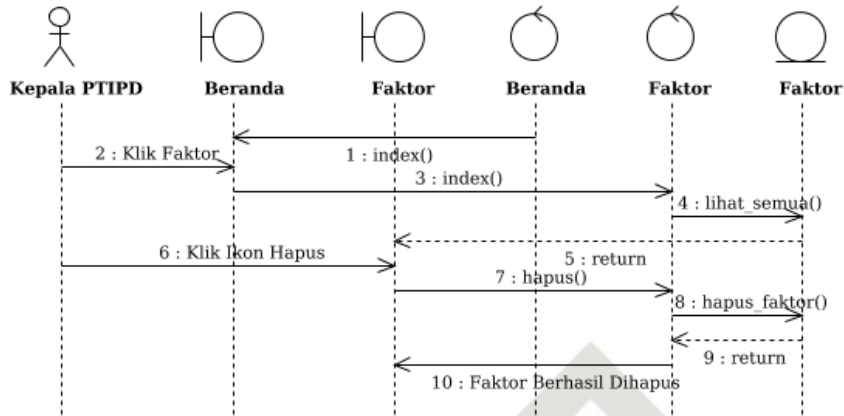 Kepala PTIPD Beranda Faktor Beranda Faktor Faktor
1 : index()
2 : Klik Faktor
3 : index()
4 : lihat_semua()
5 : return
6 : Klik Ikon Hapus
7 : hapus()
8 : hapus_faktor()
9 : return
10 : Faktor Berhasil Dihapus